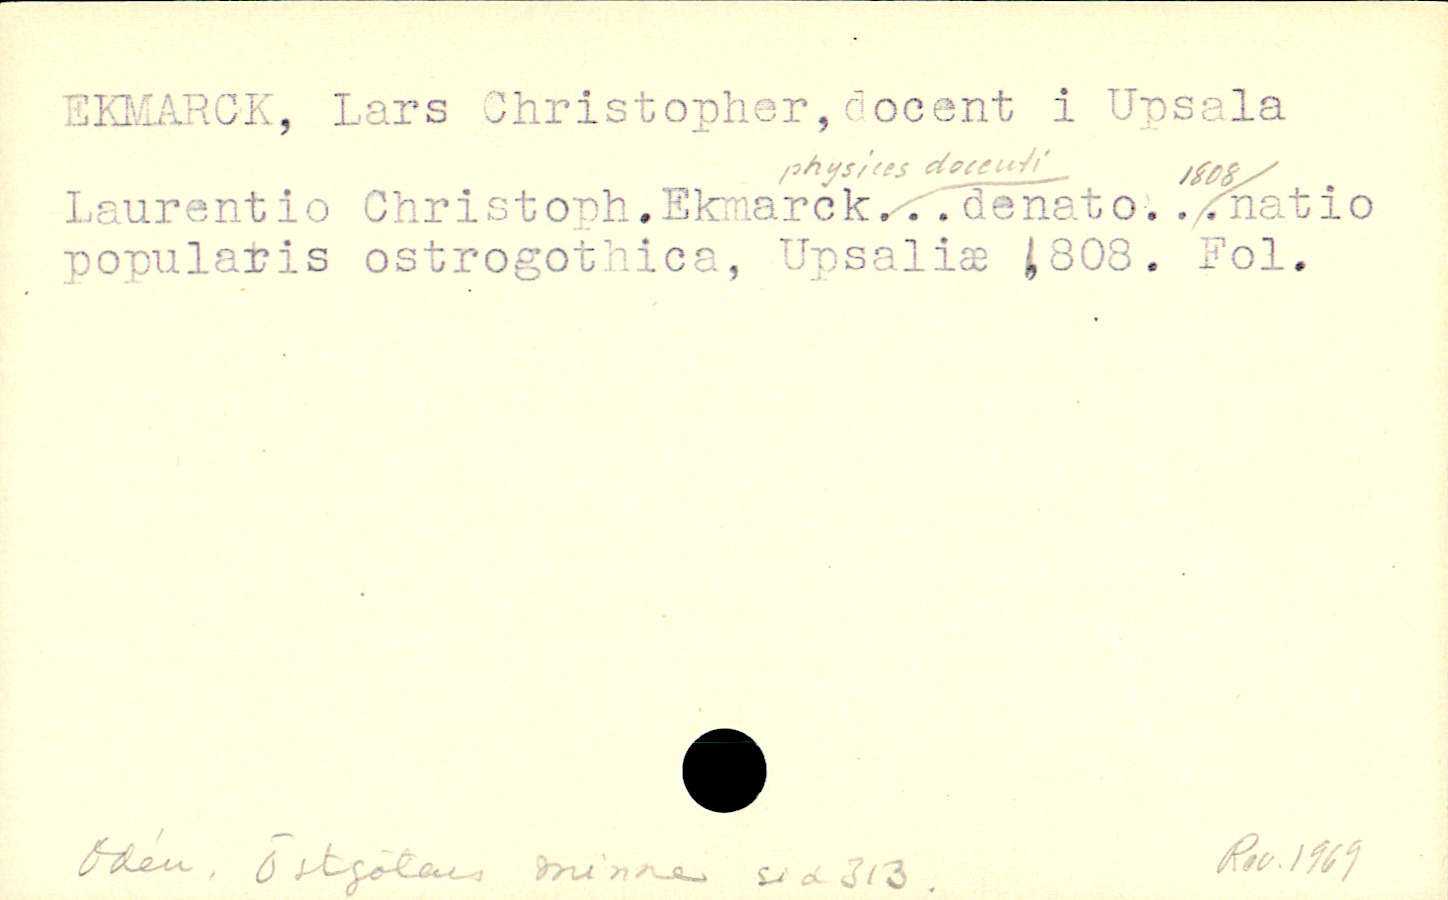 EKMARCK, Lars Christopher, docent i Upsala
physices docenti 1808
Laurentio Christoph. Ekmarck...denato...natio
popularis ostrogothica, Upsaliæ 1808. Fol.
Odén, Östgötars minne sid 313.
Rev. 1969